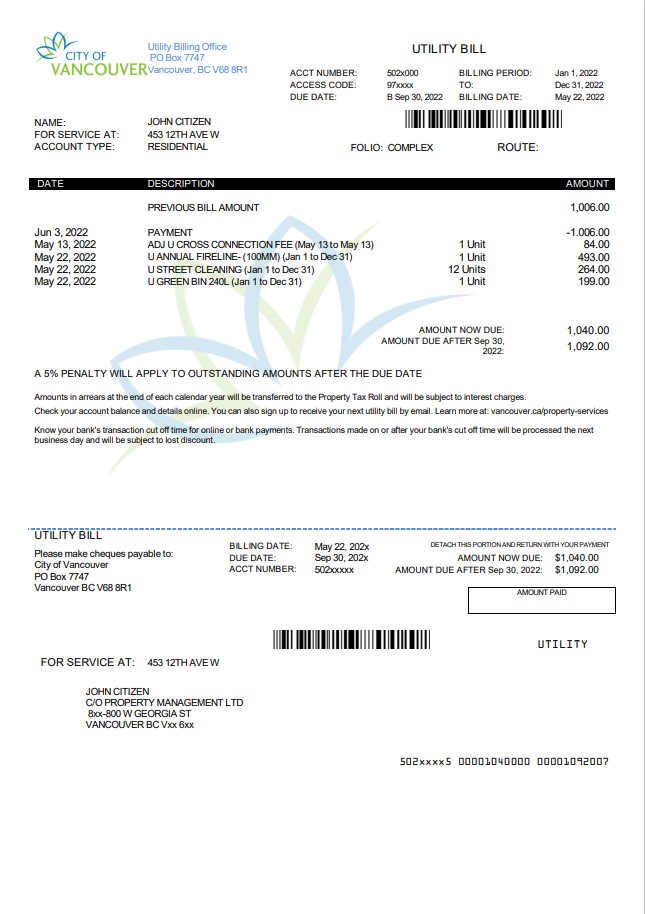 CITY OF
VANCOUVER
Utility Billing Office
PO Box 7747
Vancouver, BC V68 8R1
UTILITY BILL
ACCT NUMBER: 502x000 BILLING PERIOD: Jan 1, 2022
ACCESS CODE: 97xxxx TO: Dec 31, 2022
DUE DATE: B Sep 30, 2022 BILLING DATE: May 22, 2022
NAME: JOHN CITIZEN
FOR SERVICE AT: 453 12TH AVE W
ACCOUNT TYPE: RESIDENTIAL FOLIO: COMPLEX ROUTE:
DATE DESCRIPTION AMOUNT
PREVIOUS BILL AMOUNT 1,006.00
Jun 3, 2022 PAYMENT -1.006.00
May 13, 2022 ADJ U CROSS CONNECTION FEE (May 13 to May 13) 1 Unit 84.00
May 22, 2022 U ANNUAL FIRELINE- (100MM) (Jan 1 to Dec 31) 1 Unit 493.00
May 22, 2022 U STREET CLEANING (Jan 1 to Dec 31) 12 Units 264.00
May 22, 2022 U GREEN BIN 240L (Jan 1 to Dec 31) 1 Unit 199.00
AMOUNT NOW DUE: 1,040.00
AMOUNT DUE AFTER Sep 30,
2022: 1,092.00
A 5% PENALTY WILL APPLY TO OUTSTANDING AMOUNTS AFTER THE DUE DATE
Amounts in arrears at the end of each calendar year will be transferred to the Property Tax Roll and will be subject to interest charges.
Check your account balance and details online. You can also sign up to receive your next utility bill by email. Learn more at: vancouver.ca/property-services
Know your bank's transaction cut off time for online or bank payments. Transactions made on or after your bank's cut off time will be processed the next
business day and will be subject to lost discount.
UTILITY BILL
Please make cheques payable to:
City of Vancouver
PO Box 7747
Vancouver BC V68 8R1
BILLING DATE: May 22, 202x
DUE DATE: Sep 30, 202x
ACCT NUMBER: 502xxxxx
DETACH THIS PORTION AND RETURN WITH YOUR PAYMENT
AMOUNT NOW DUE: $1,040.00
AMOUNT DUE AFTER Sep 30, 2022: $1,092.00
AMOUNT PAID
UTILITY
FOR SERVICE AT: 453 12TH AVE W
JOHN CITIZEN
C/O PROPERTY MANAGEMENT LTD
8xx-800 W GEORGIA ST
VANCOUVER BC Vxx 6xx
502xxxx5 00001040000 00001092007